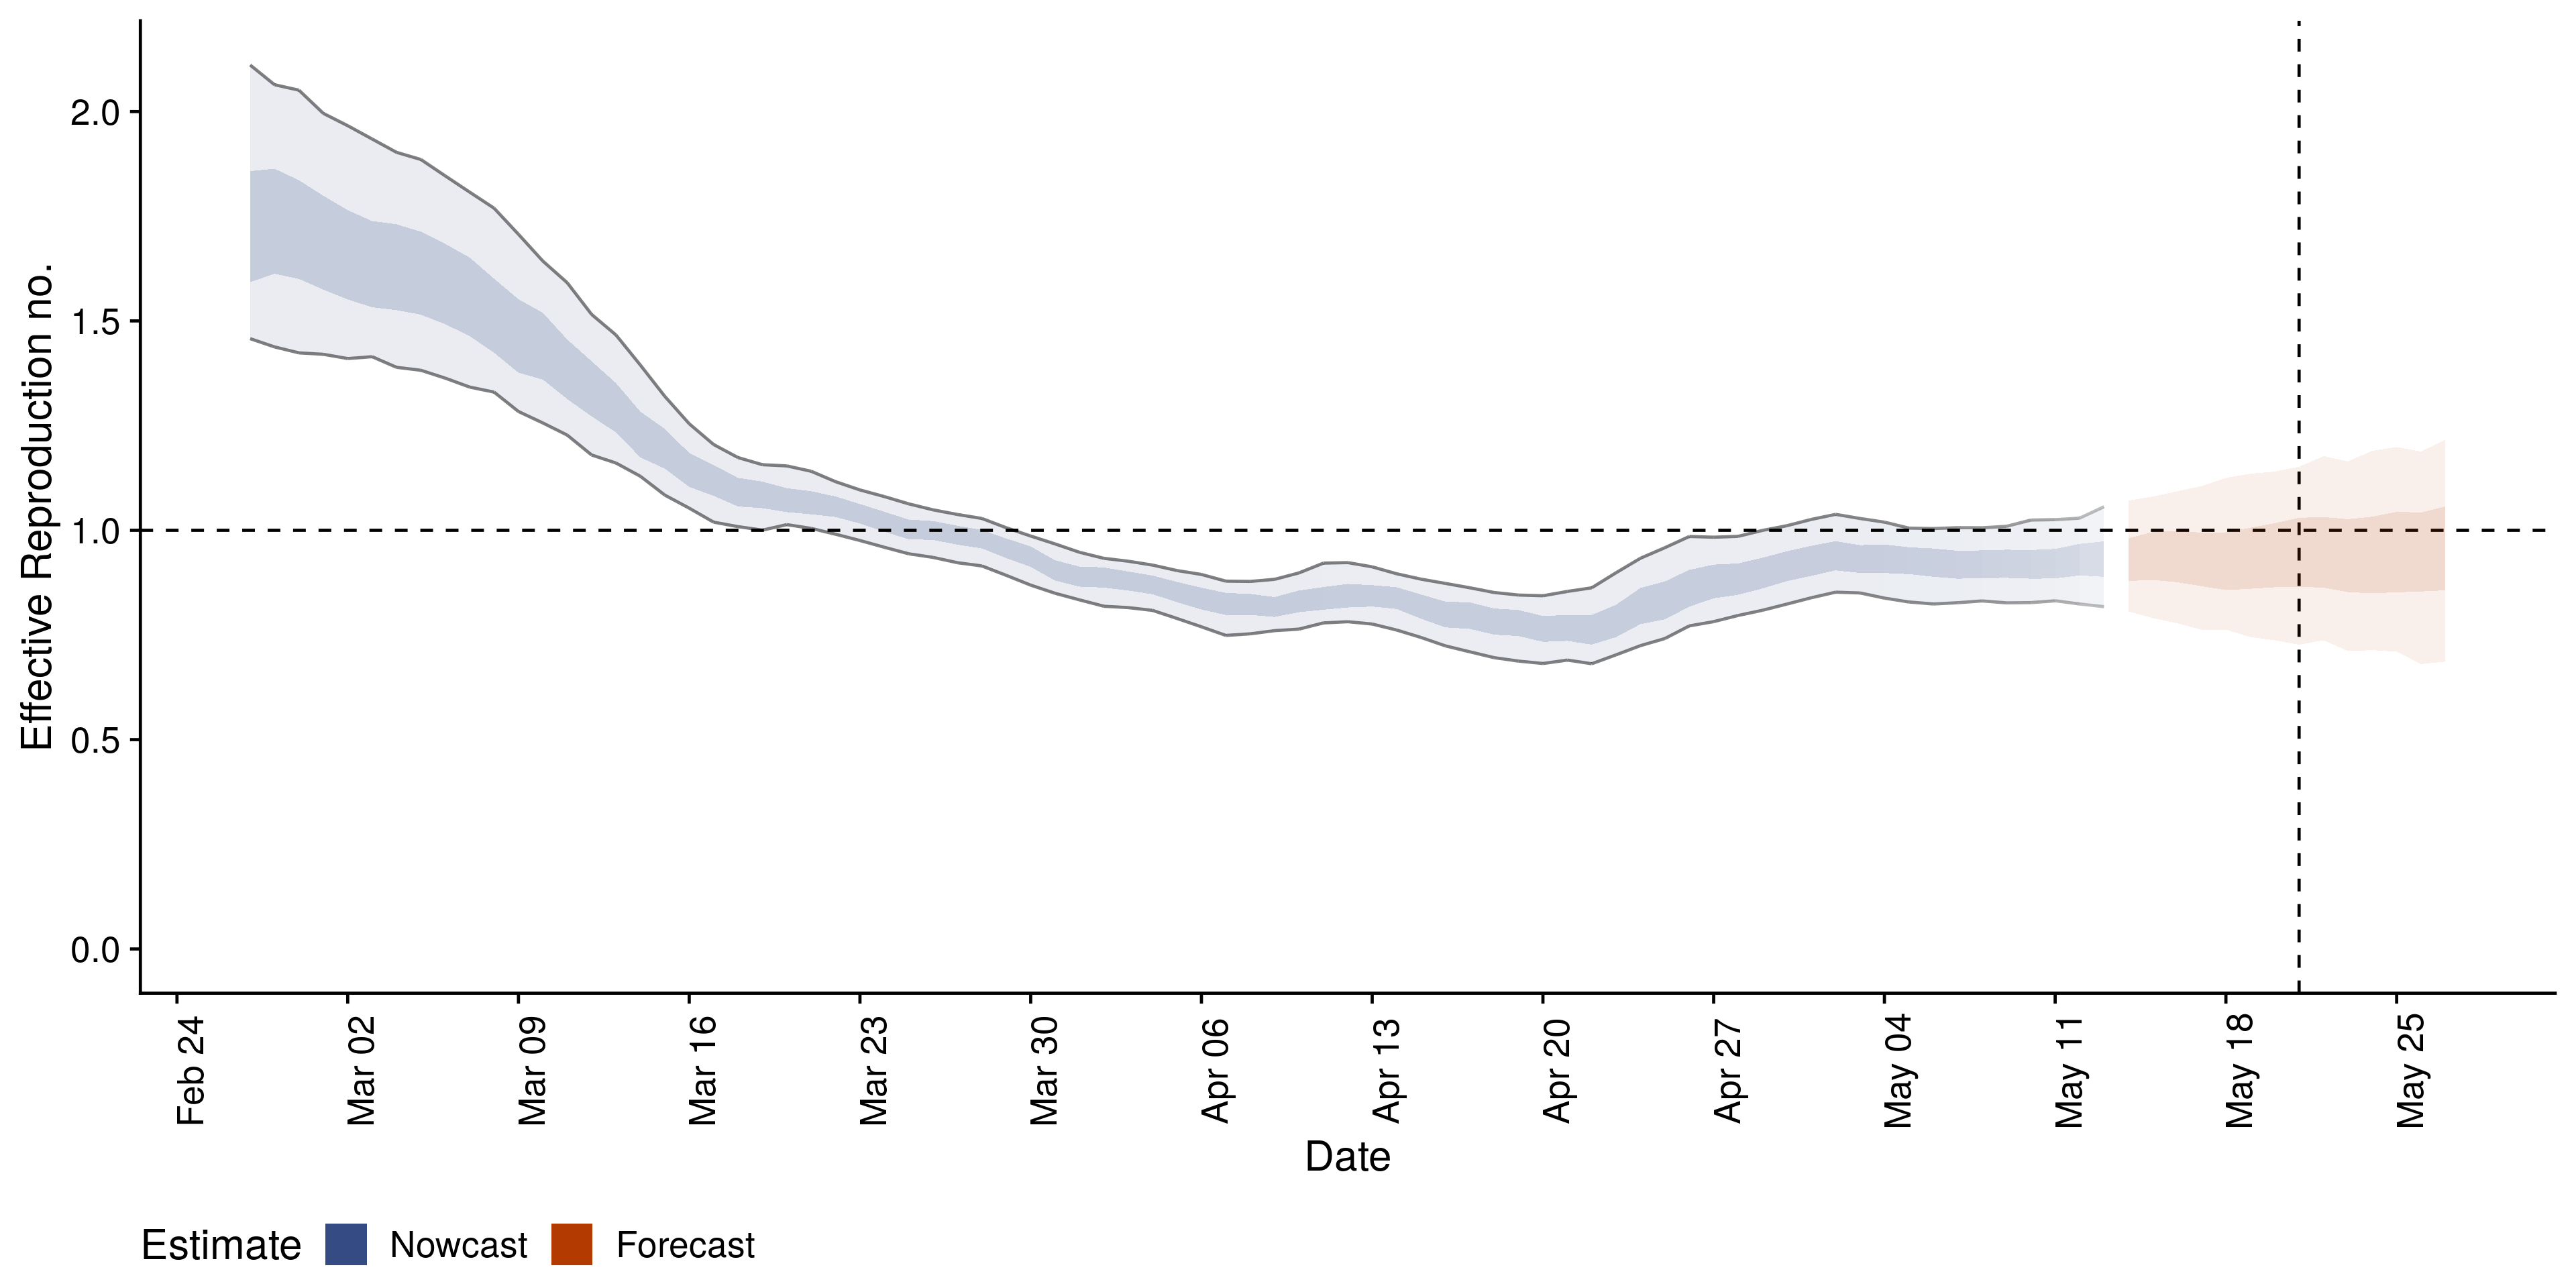 Effective Reproduction no.
2.0
1.5
1.0
0.5
0.0
Feb 24
Mar 02
Mar 09
Mar 16
Mar 23
Mar 30
Apr 06
Apr 13
Apr 20
Apr 27
May 04
May 11
May 18
May 25
Date
Estimate Nowcast Forecast